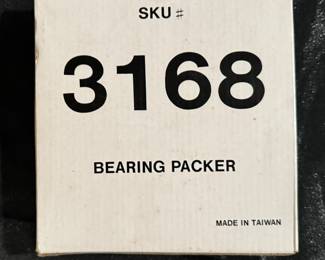 SKU #
3168
BEARING PACKER
MADE IN TAIWAN